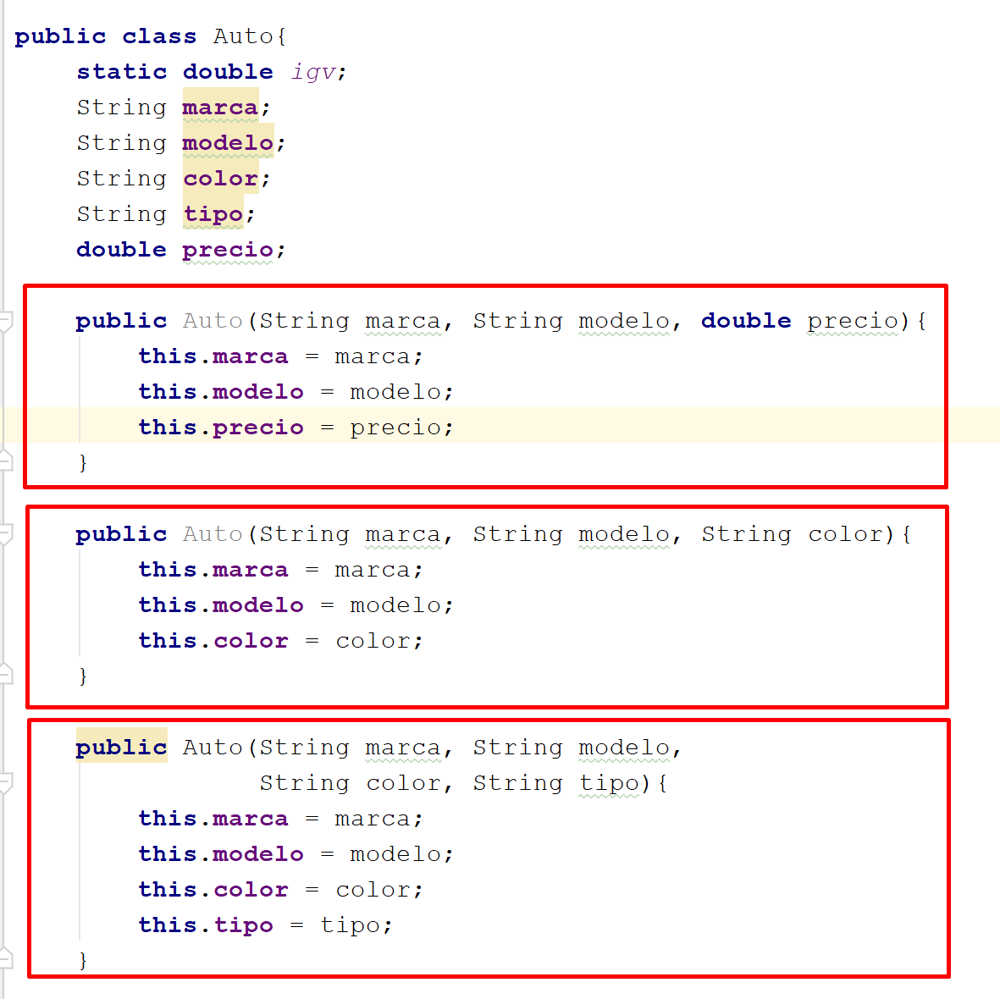 public class Auto{
static double igv;
String marca;
String modelo;
String color;
String tipo;
double precio;
public Auto(String marca, String modelo, double precio){
this.marca = marca;
this.modelo = modelo;
this.precio = precio;
}
public Auto(String marca, String modelo, String color){
this.marca = marca;
this.modelo = modelo;
this.color = color;
}
public Auto(String marca, String modelo,
String color, String tipo){
this.marca = marca;
this.modelo = modelo;
this.color = color;
this.tipo = tipo;
}